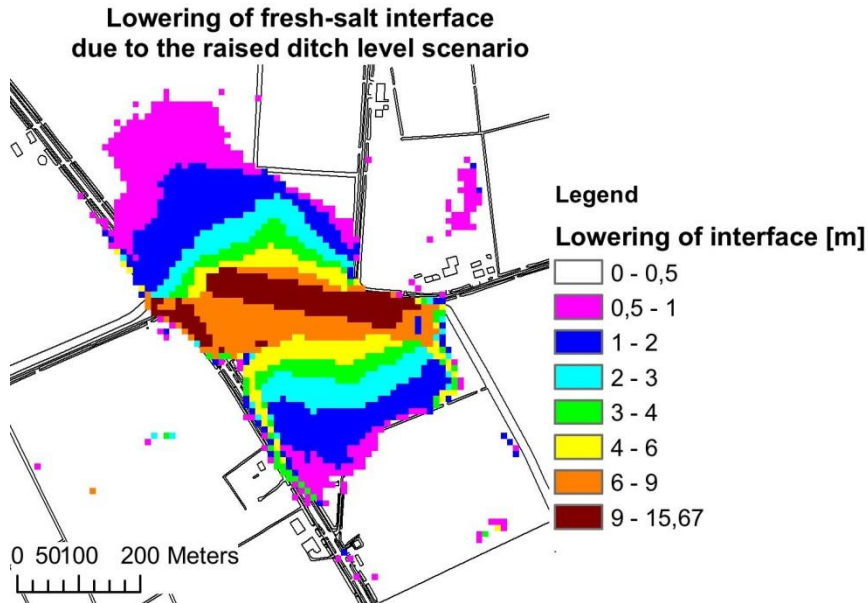 Lowering of fresh-salt interface
due to the raised ditch level scenario
Legend
Lowering of interface [m]
0 - 0,5
0,5 - 1
1 - 2
2 - 3
3 - 4
4 - 6
6 - 9
9 - 15,67
0 50100 200 Meters